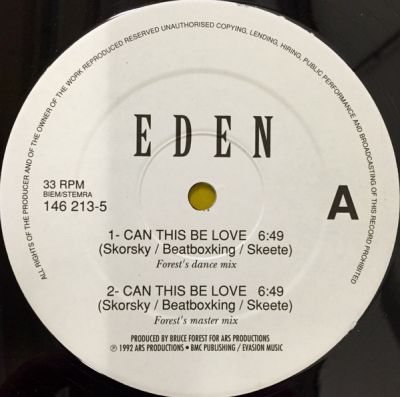 ALL RIGHTS OF THE PRODUCER AND OF THE OWNER OF THE WORK REPRODUCED RESERVED UNAUTHORISED COPYING, LENDING, HIRING, PUBLIC PERFORMANCE AND BROADCASTING OF THIS RECORD PROHIBITED
EDEN
33 RPM
BIEM/STEMRA
146 213-5
A
1- CAN THIS BE LOVE 6:49
(Skorsky / Beatboxking / Skeete)
Forest's dance mix
2- CAN THIS BE LOVE 6:49
(Skorsky / Beatboxking / Skeete)
Forest's master mix
PRODUCED BY BRUCE FOREST FOR ARS PRODUCTIONS
℗ 1992 ARS PRODUCTIONS • BMC PUBLISHING / EVASION MUSIC